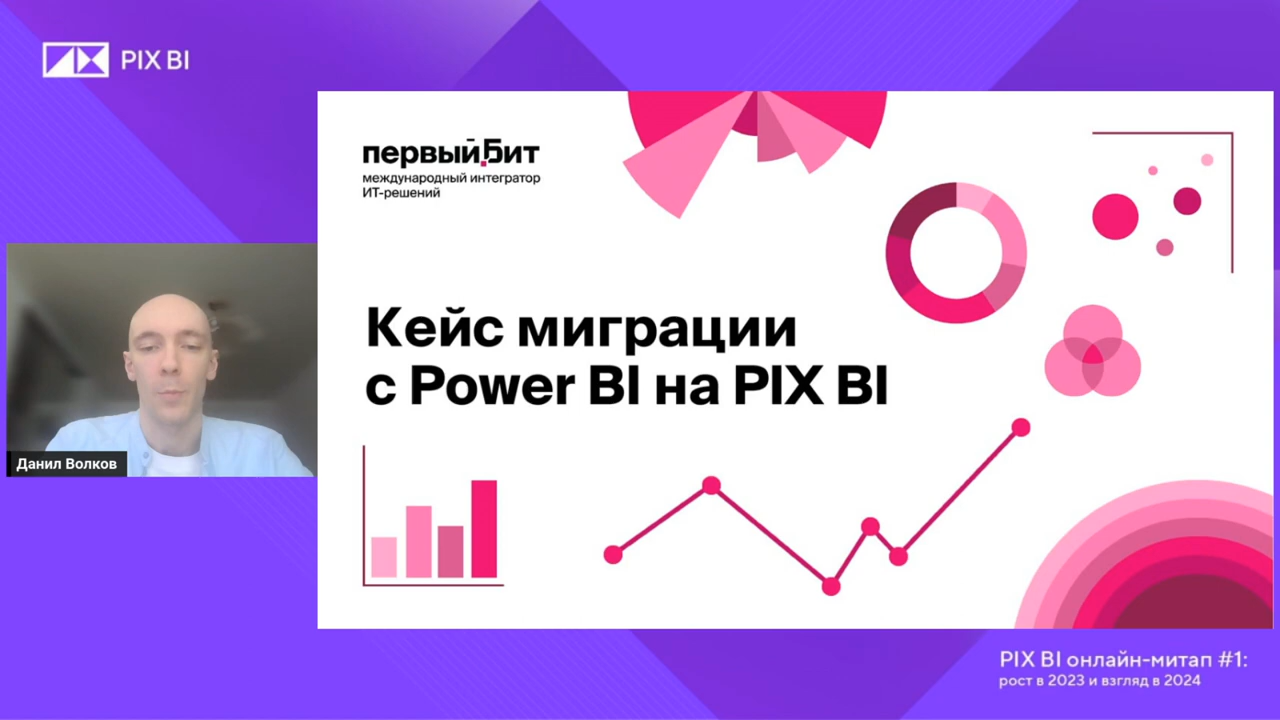 PIX BI
первый.Бит
международный интегратор
ИТ-решений
Кейс миграции
с Power BI на PIX BI
Данил Волков
PIX BI онлайн-митап #1:
рост в 2023 и взгляд в 2024